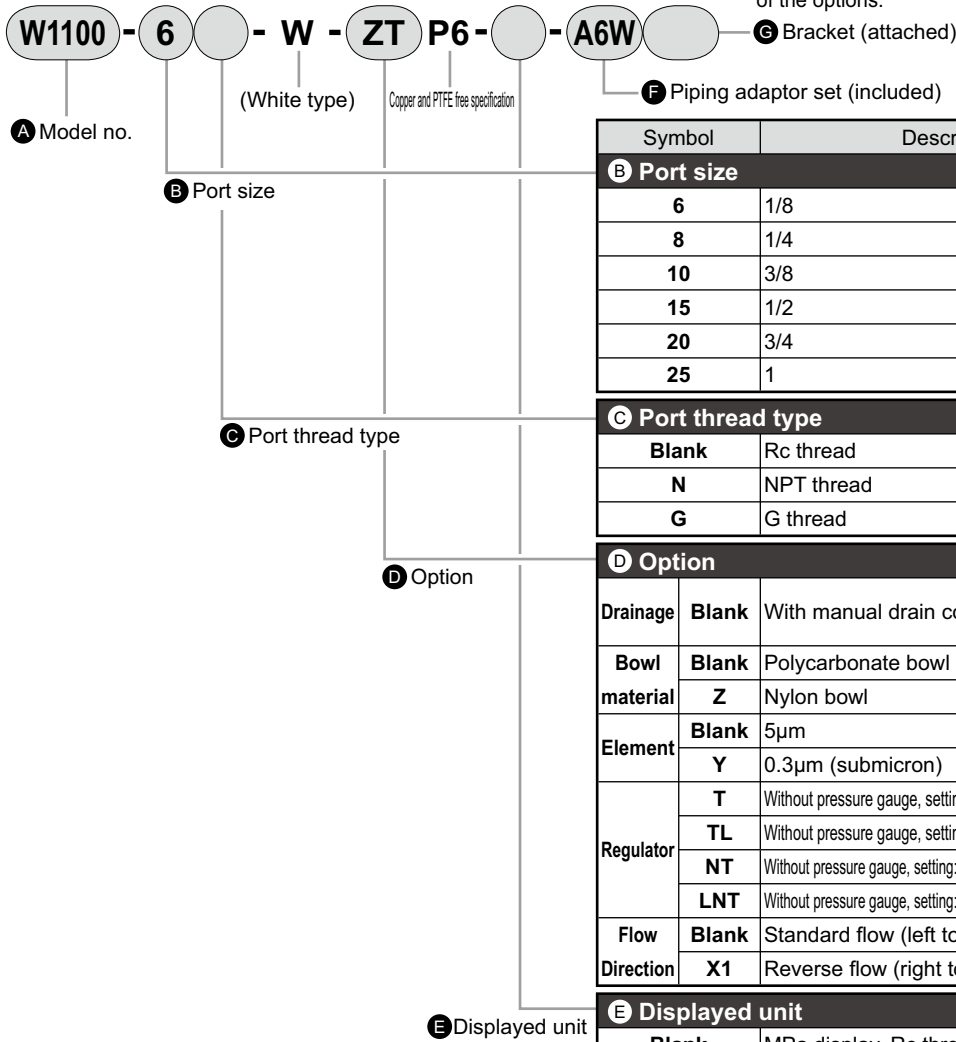 of the options.
W1100 - 6 - W - ZT P6 - - A6W
G Bracket (attached)
(White type)
Copper and PTFE free specification
F Piping adaptor set (included)
A Model no.
B Port size
C Port thread type
D Option
E Displayed unit
Symbol
B Port size
6 1/8
8 1/4
10 3/8
15 1/2
20 3/4
25 1
C Port thread type
Blank Rc thread
N NPT thread
G G thread
D Option
Drainage Blank With manual drain
Bowl material Blank Polycarbonate bowl
Z Nylon bowl
Element Blank 5μm
Y 0.3μm (submicron)
Regulator T Without pressure gauge,
TL Without pressure gauge,
NT Without pressure gauge, setting:
LNT Without pressure gauge, setting:
Flow Direction Blank Standard flow (left
X1 Reverse flow (right
E Displayed unit